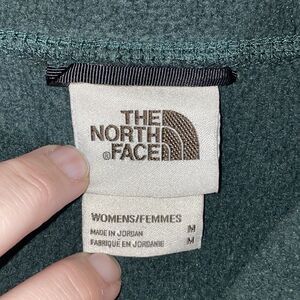 THE
NORTH
®FACE
WOMENS/FEMMES
MADE IN JORDAN M
FABRIQUE EN JORDANIE M